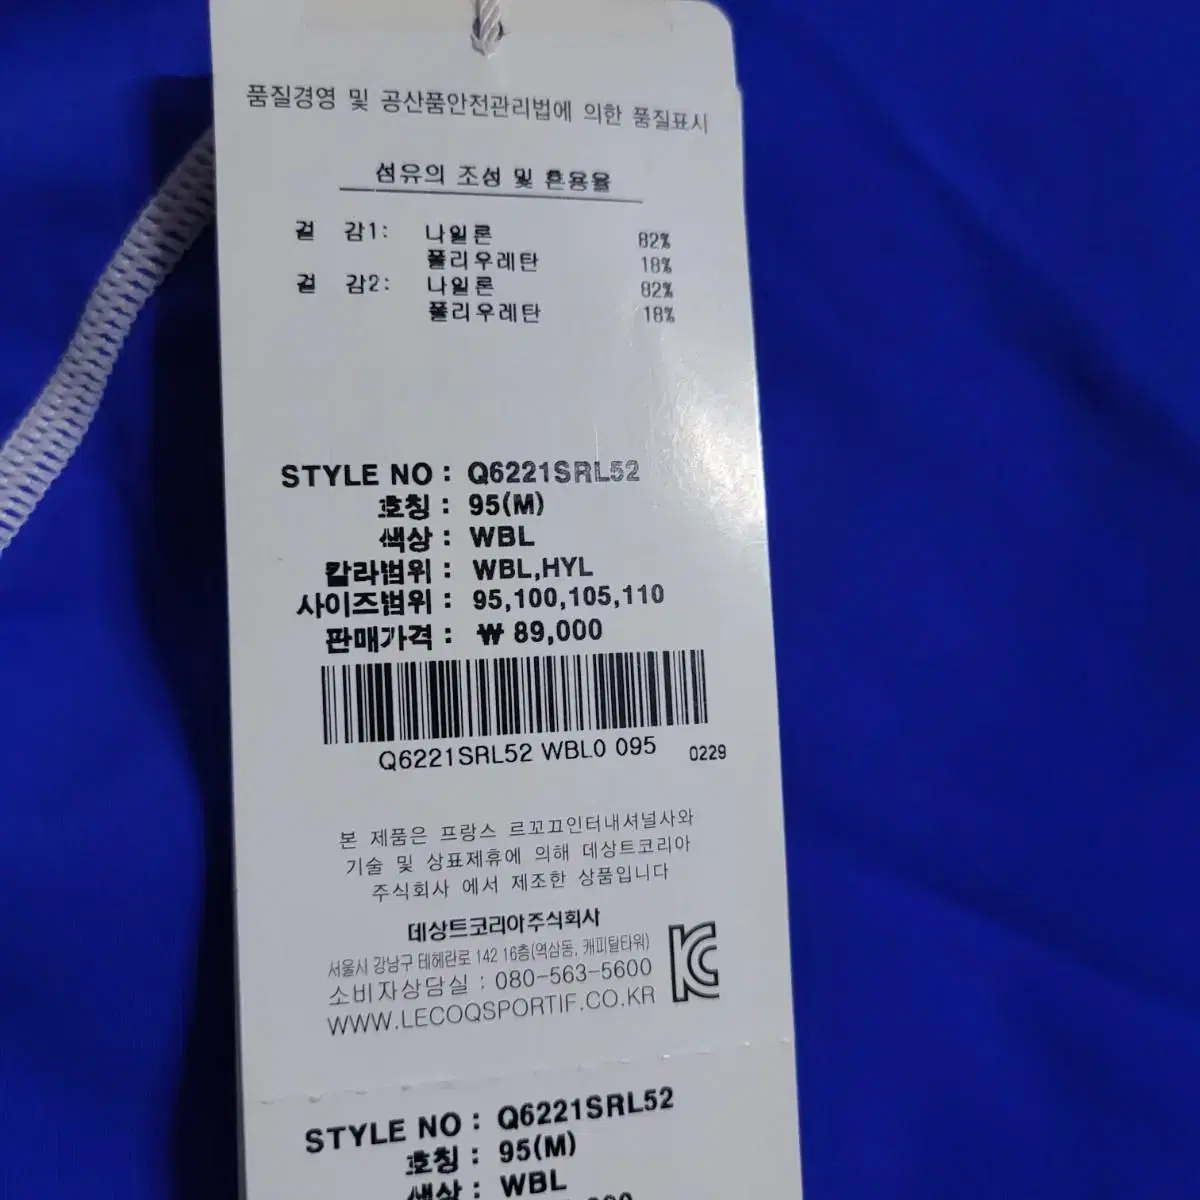 품질경영 및 공산품안전관리법에 의한 품질표시
섬유의 조성 및 혼용율
겉 감1: 나일론 82%
폴리우레탄 18%
겉 감2: 나일론 82%
폴리우레탄 18%
STYLE NO : Q6221SRL52
호칭 : 95(M)
색상 : WBL
칼라범위 : WBL,HYL
사이즈범위 : 95,100,105,110
판매가격 : ₩ 89,000
Q6221SRL52 WBL0 095 0229
본 제품은 프랑스 르꼬끄인터내셔널사와
기술 및 상표제휴에 의해 데상트코리아
주식회사 에서 제조한 상품입니다
데상트코리아주식회사
서울시 강남구 테헤란로 142 16층(역삼동, 캐피탈타워)
소비자상담실 : 080-563-5600
WWW.LECOQSPORTIF.CO.KR
STYLE NO : Q6221SRL52
호칭 : 95(M)
색상 : WBL